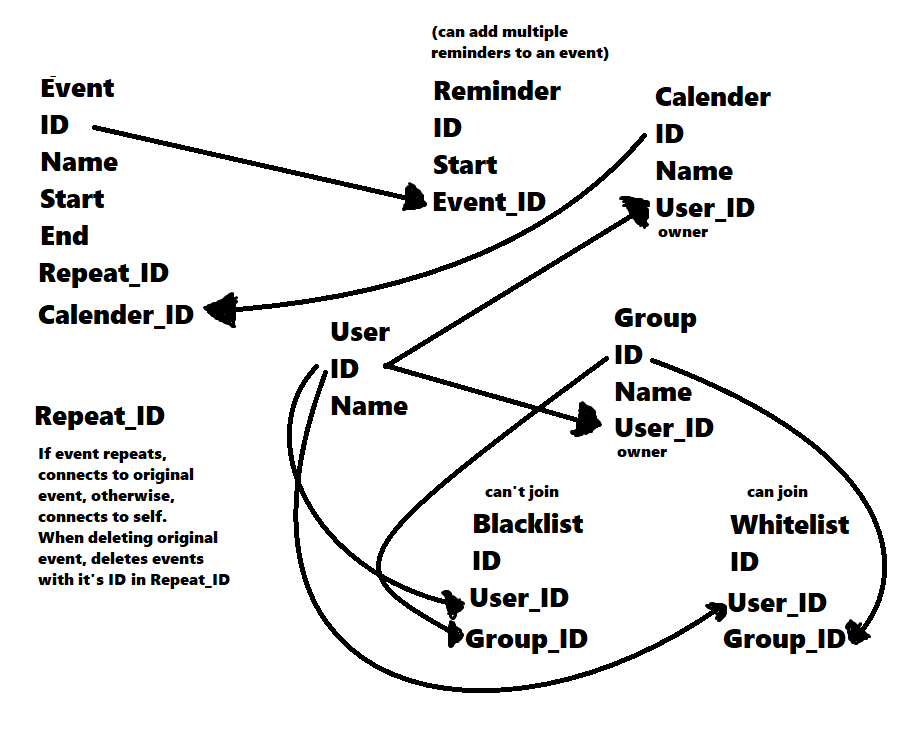 (can add multiple
reminders to an event)
Event
ID
Name
Start
End
Repeat_ID
Calender_ID
Reminder
ID
Start
Event_ID
Calender
ID
Name
User_ID
owner
User
ID
Name
Group
ID
Name
User_ID
owner
Repeat_ID
If event repeats,
connects to original
event, otherwise,
connects to self.
When deleting original
event, deletes events
with it's ID in Repeat_ID
can't join
Blacklist
ID
User_ID
Group_ID
can join
Whitelist
ID
User_ID
Group_ID